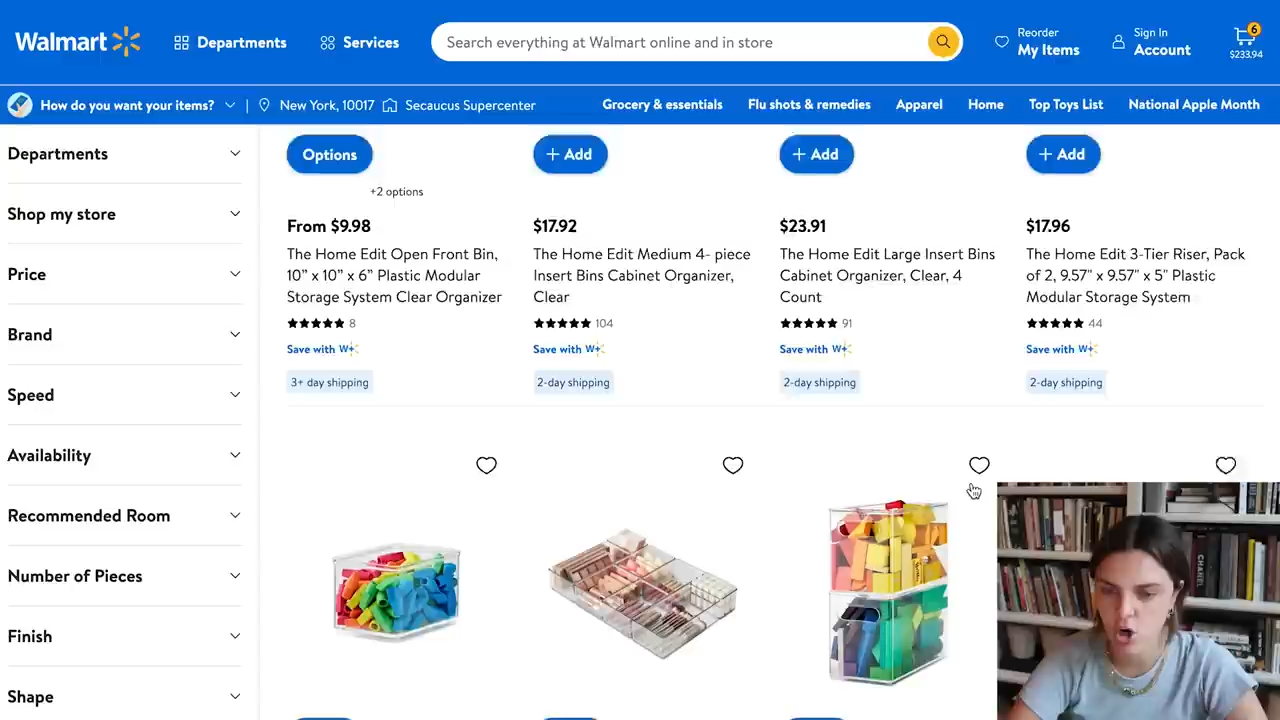 Walmart
Departments
Services
Search everything at Walmart online and in store
Reorder
My Items
Sign In
Account
6
$233.94
How do you want your items?
New York, 10017
Secaucus Supercenter
Grocery & essentials
Flu shots & remedies
Apparel
Home
Top Toys List
National Apple Month
Departments
Shop my store
Price
Brand
Speed
Availability
Recommended Room
Number of Pieces
Finish
Shape
Options
+2 options
From $9.98
The Home Edit Open Front Bin,
10” x 10” x 6” Plastic Modular
Storage System Clear Organizer
8
Save with W+
3+ day shipping
+ Add
$17.92
The Home Edit Medium 4- piece
Insert Bins Cabinet Organizer,
Clear
104
Save with W+
2-day shipping
+ Add
$23.91
The Home Edit Large Insert Bins
Cabinet Organizer, Clear, 4
Count
91
Save with W+
2-day shipping
+ Add
$17.96
The Home Edit 3-Tier Riser, Pack
of 2, 9.57" x 9.57" x 5" Plastic
Modular Storage System
44
Save with W+
2-day shipping
CHANEL